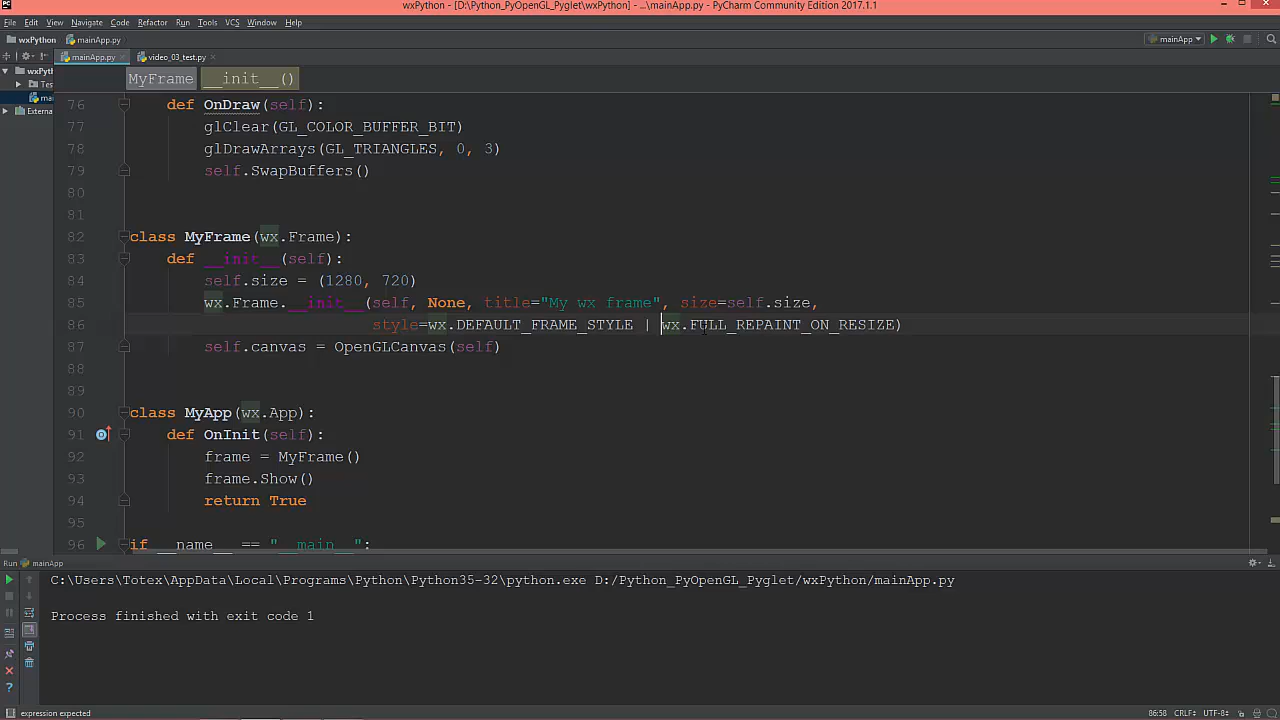 wxPython - [D:\Python_PyOpenGL_Pyglet\wxPython] - ...\mainApp.py - PyCharm Community Edition 2017.1.1
File Edit View Navigate Code Refactor Run Tools VCS Window Help
wxPython mainApp.py mainApp
mainApp.py video_03_test.py
MyFrame __init__()
wxPyth
Tes
mai
Extern
76 def OnDraw(self):
77 glClear(GL_COLOR_BUFFER_BIT)
78 glDrawArrays(GL_TRIANGLES, 0, 3)
79 self.SwapBuffers()
80
81
82 class MyFrame(wx.Frame):
83 def __init__(self):
84 self.size = (1280, 720)
85 wx.Frame.__init__(self, None, title="My wx frame", size=self.size,
86 style=wx.DEFAULT_FRAME_STYLE | wx.FULL_REPAINT_ON_RESIZE)
87 self.canvas = OpenGLCanvas(self)
88
89
90 class MyApp(wx.App):
91 def OnInit(self):
92 frame = MyFrame()
93 frame.Show()
94 return True
95
96 if __name__ == "__main__":
Run mainApp
C:\Users\Totex\AppData\Local\Programs\Python\Python35-32\python.exe D:/Python_PyOpenGL_Pyglet/wxPython/mainApp.py
Process finished with exit code 1
expression expected 86:58 CRLF÷ UTF-8÷